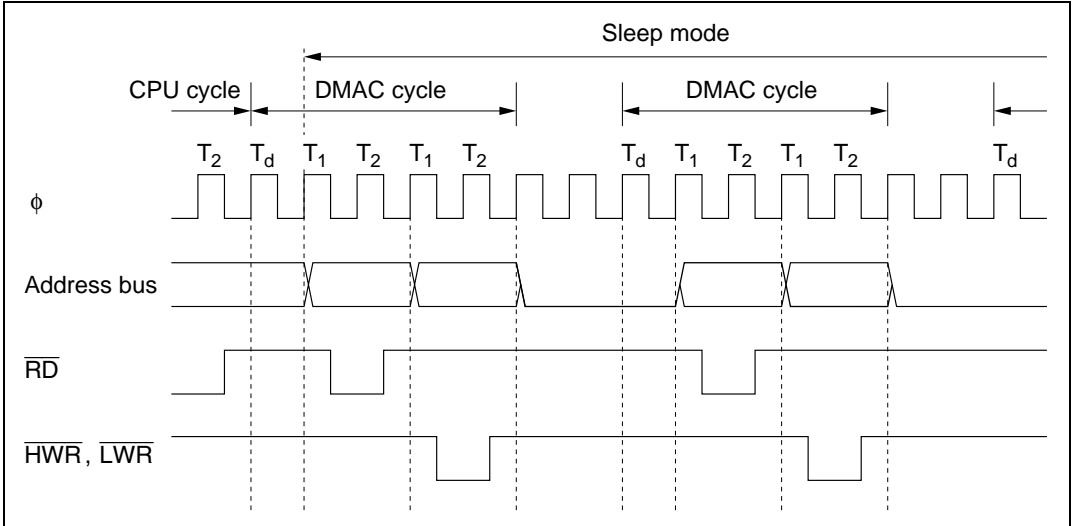 Sleep mode
CPU cycle DMAC cycle DMAC cycle
T2 Td T1 T2 T1 T2 Td T1 T2 T1 T2 Td
ϕ
Address bus
RD
HWR, LWR